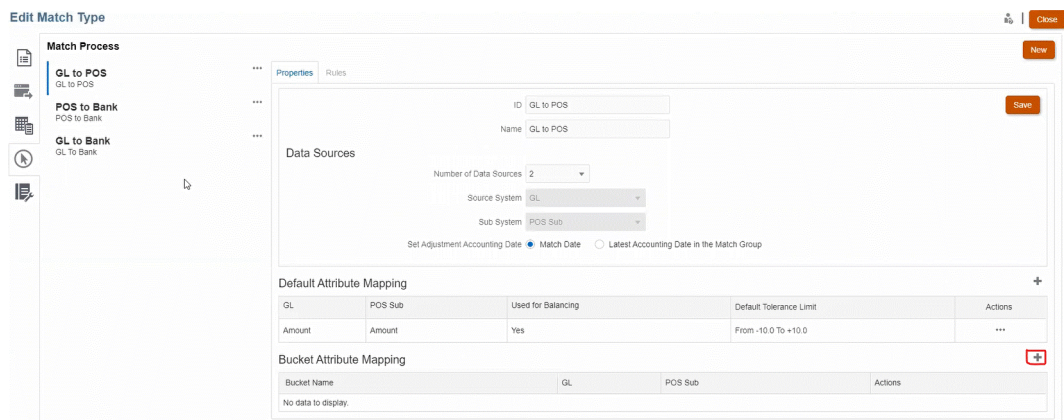 Edit Match Type
Close
Match Process
New
GL to POS
GL to POS
POS to Bank
POS to Bank
GL to Bank
GL To Bank
Properties Rules
ID GL to POS
Save
Name GL to POS
Data Sources
Number of Data Sources 2
Source System GL
Sub System POS Sub
Set Adjustment Accounting Date Match Date Latest Accounting Date in the Match Group
Default Attribute Mapping
GL POS Sub Used for Balancing Default Tolerance Limit Actions
Amount Amount Yes From -10.0 To +10.0
Bucket Attribute Mapping
Bucket Name GL POS Sub Actions
No data to display.